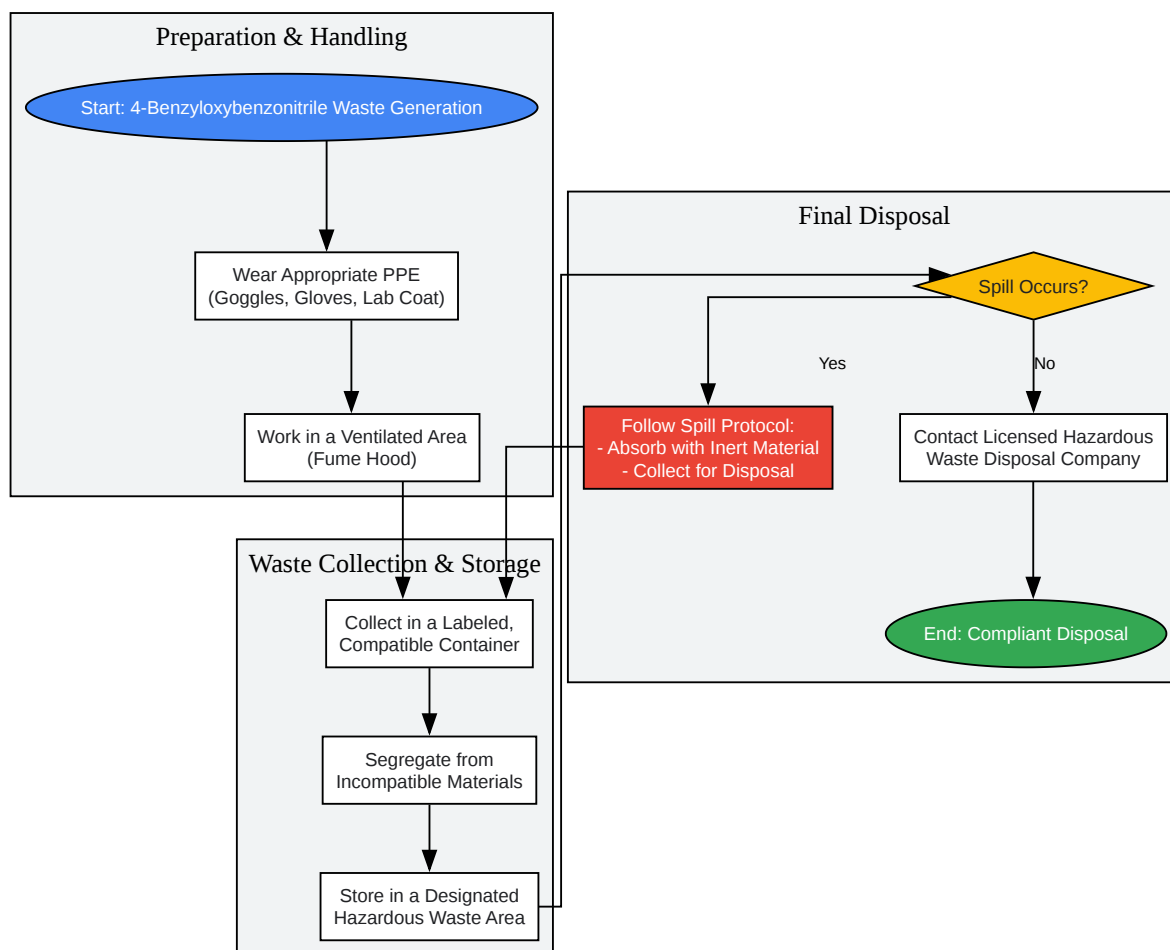 Preparation & Handling
Start: 4-Benzyloxybenzonitrile Waste Generation
Wear Appropriate PPE
(Goggles, Gloves, Lab Coat)
Work in a Ventilated Area
(Fume Hood)
Waste Collection & Storage
Collect in a Labeled,
Compatible Container
Segregate from
Incompatible Materials
Store in a Designated
Hazardous Waste Area
Final Disposal
Spill Occurs?
Yes
No
Follow Spill Protocol:
- Absorb with Inert Material
- Collect for Disposal
Contact Licensed Hazardous
Waste Disposal Company
End: Compliant Disposal